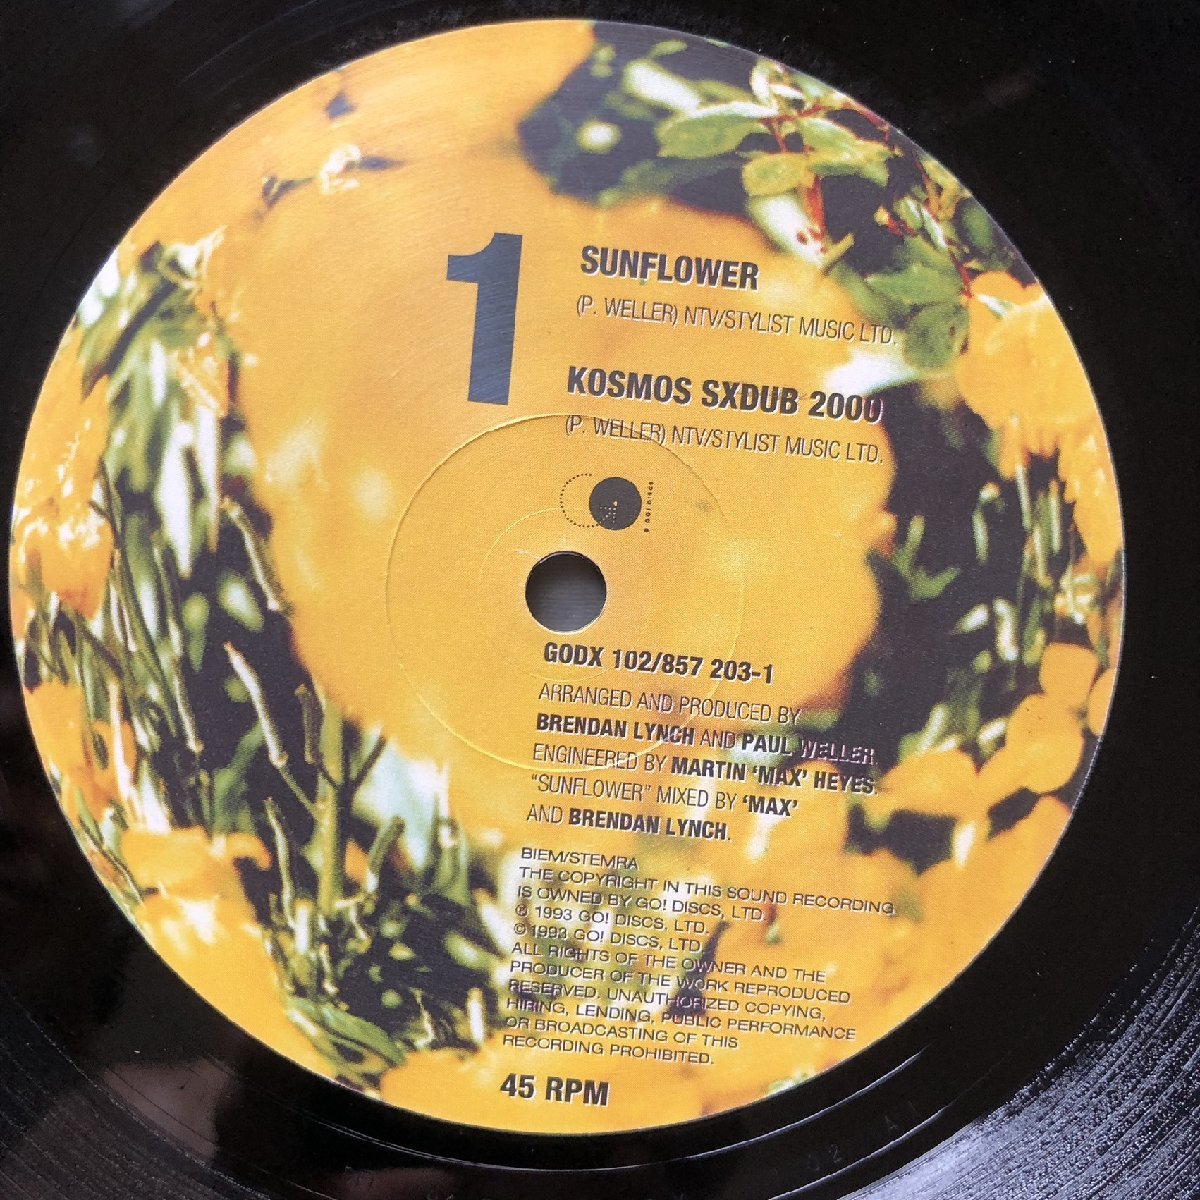 1
SUNFLOWER
(P. WELLER) NTV/STYLIST MUSIC LTD.
KOSMOS SXDUB 2000
(P. WELLER) NTV/STYLIST MUSIC LTD.
GODX 102/857 203-1
ARRANGED AND PRODUCED BY
BRENDAN LYNCH AND PAUL WELLER.
ENGINEERED BY MARTIN 'MAX' HEYES.
"SUNFLOWER" MIXED BY 'MAX'
AND BRENDAN LYNCH.
BIEM/STEMRA
THE COPYRIGHT IN THIS SOUND RECORDING
IS OWNED BY GO! DISCS, LTD.
℗ 1993 GO! DISCS, LTD.
© 1993 GO! DISCS, LTD.
ALL RIGHTS OF THE OWNER AND THE
PRODUCER OF THE WORK REPRODUCED
RESERVED. UNAUTHORIZED COPYING,
HIRING, LENDING, PUBLIC PERFORMANCE
OR BROADCASTING OF THIS
RECORDING PROHIBITED.
45 RPM